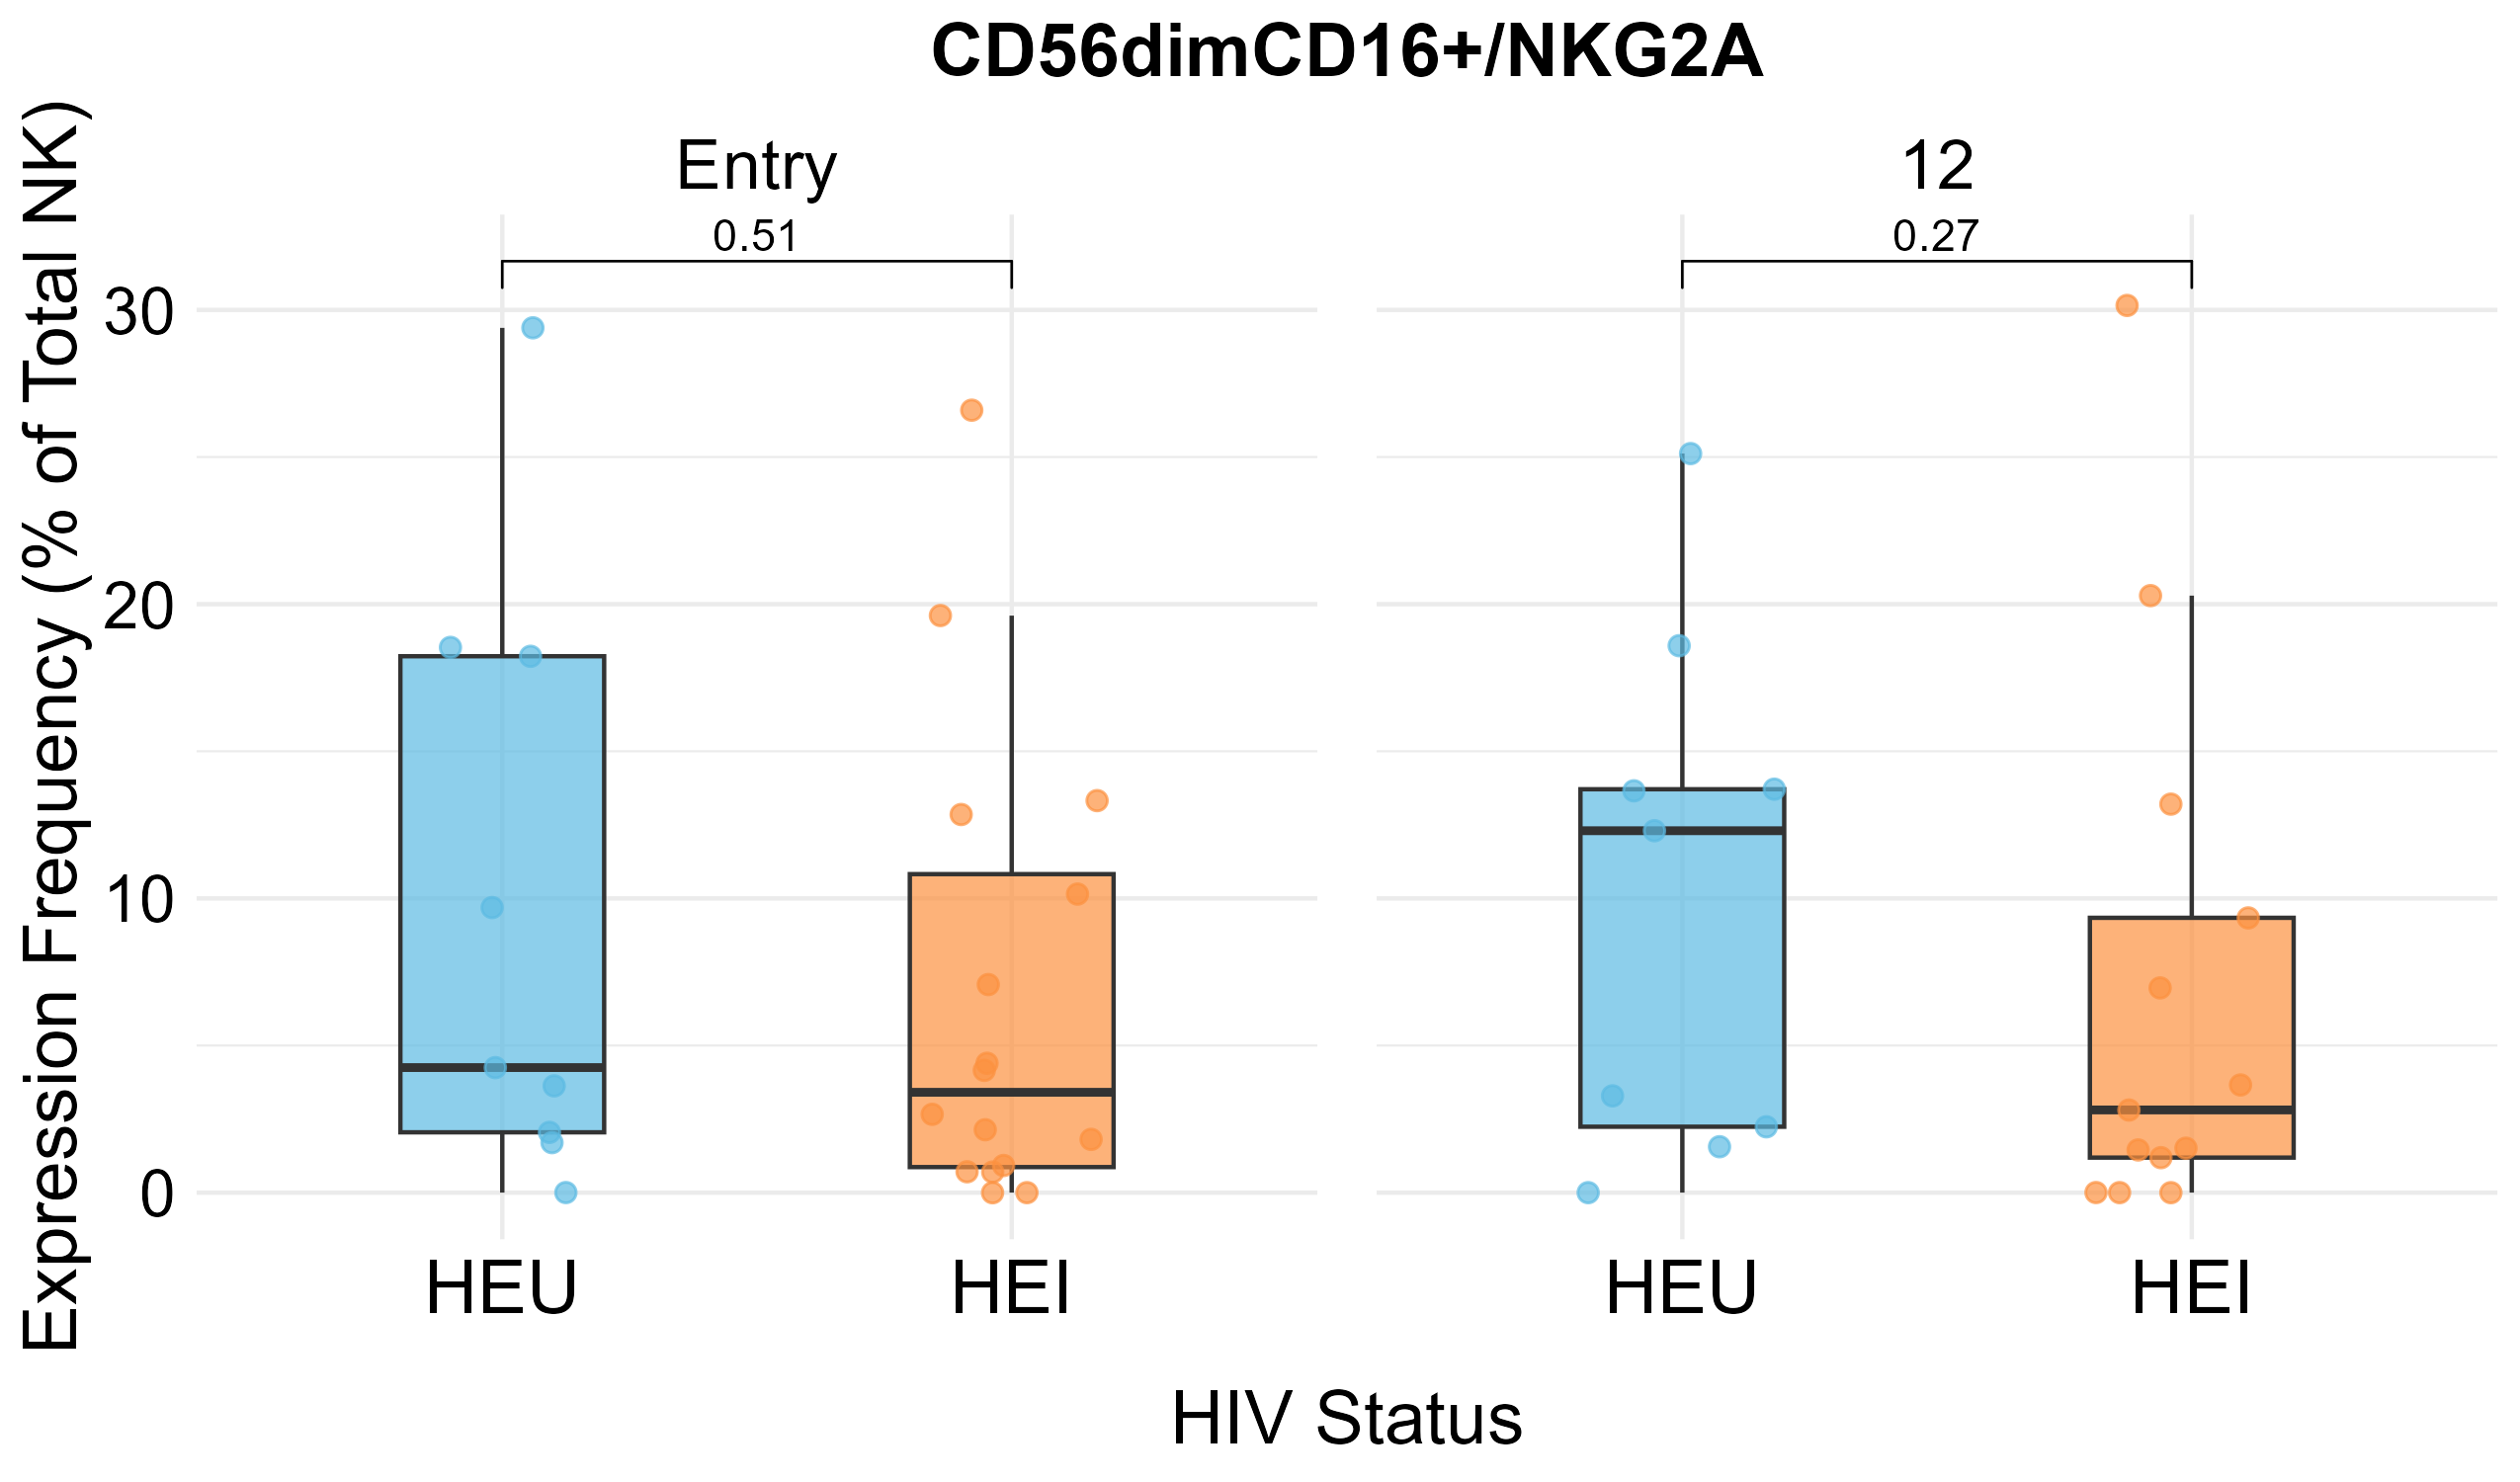 CD56dimCD16+/NKG2A
Entry
12
0.51
0.27
Expression Frequency (% of Total NK)
30
20
10
0
HEU
HEI
HEU
HEI
HIV Status